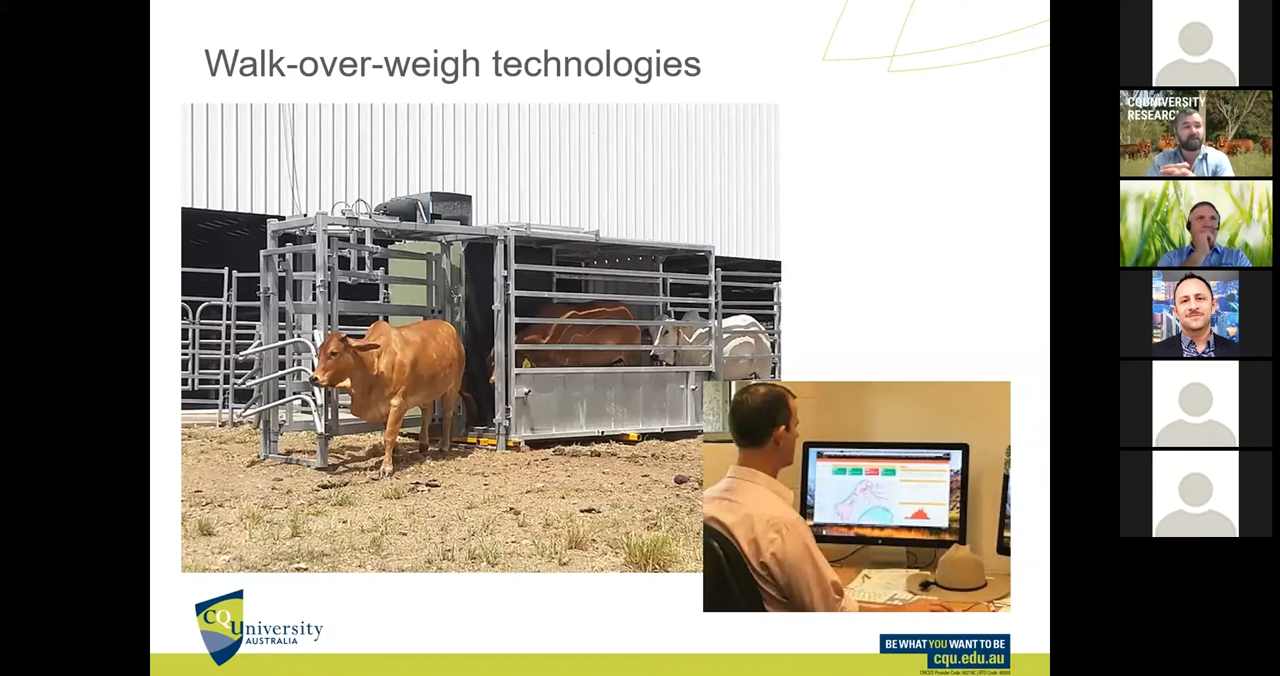 Walk-over-weigh technologies
CQUniversity
AUSTRALIA
BE WHAT YOU WANT TO BE
cqu.edu.au
CQUNIVERSITY
RESEARCH